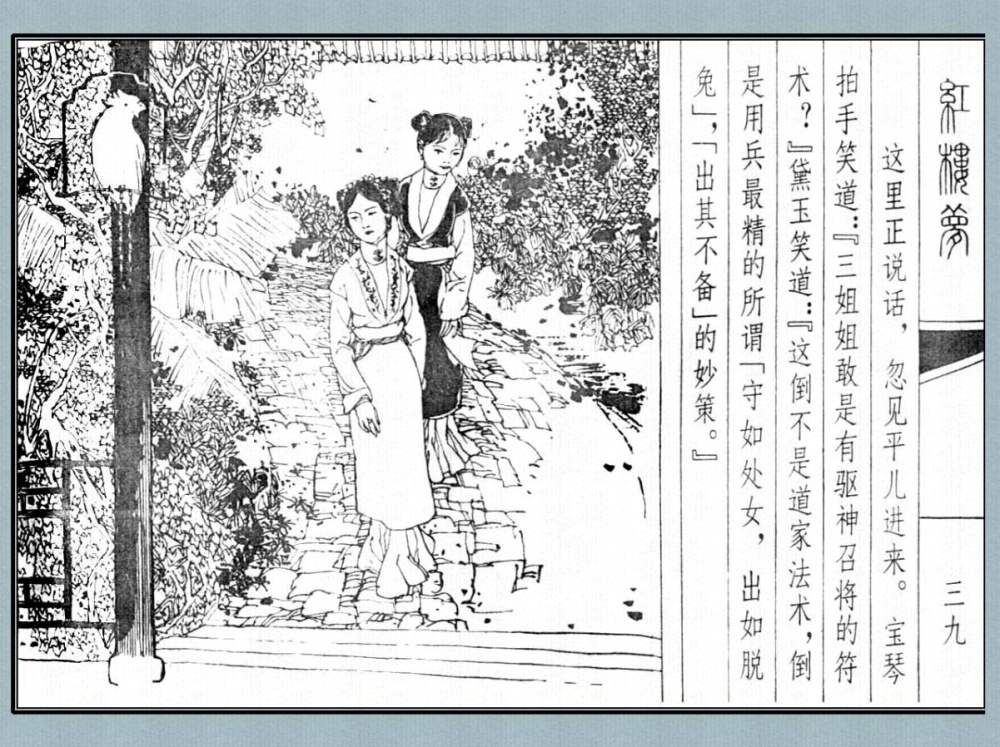 紅樓夢
三九
这里正说话，忽见平儿进来。宝琴
拍手笑道：『三姐姐敢是有驱神召将的符
术？』黛玉笑道：『这倒不是道家法术，倒
是用兵最精的所谓「守如处女，出如脱
兔」，「出其不备」的妙策。』